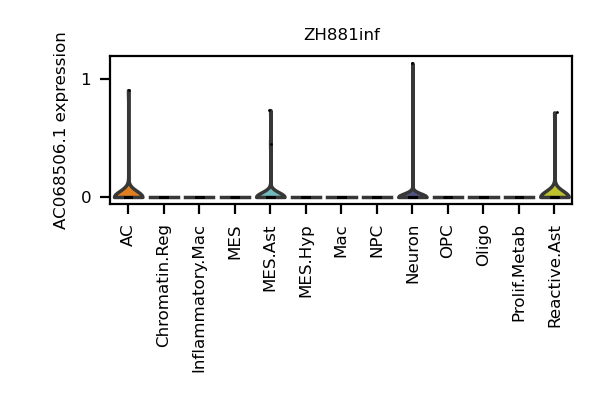 ZH881inf
AC068506.1 expression
1
0
AC
Chromatin.Reg
Inflammatory.Mac
MES
MES.Ast
MES.Hyp
Mac
NPC
Neuron
OPC
Oligo
Prolif.Metab
Reactive.Ast